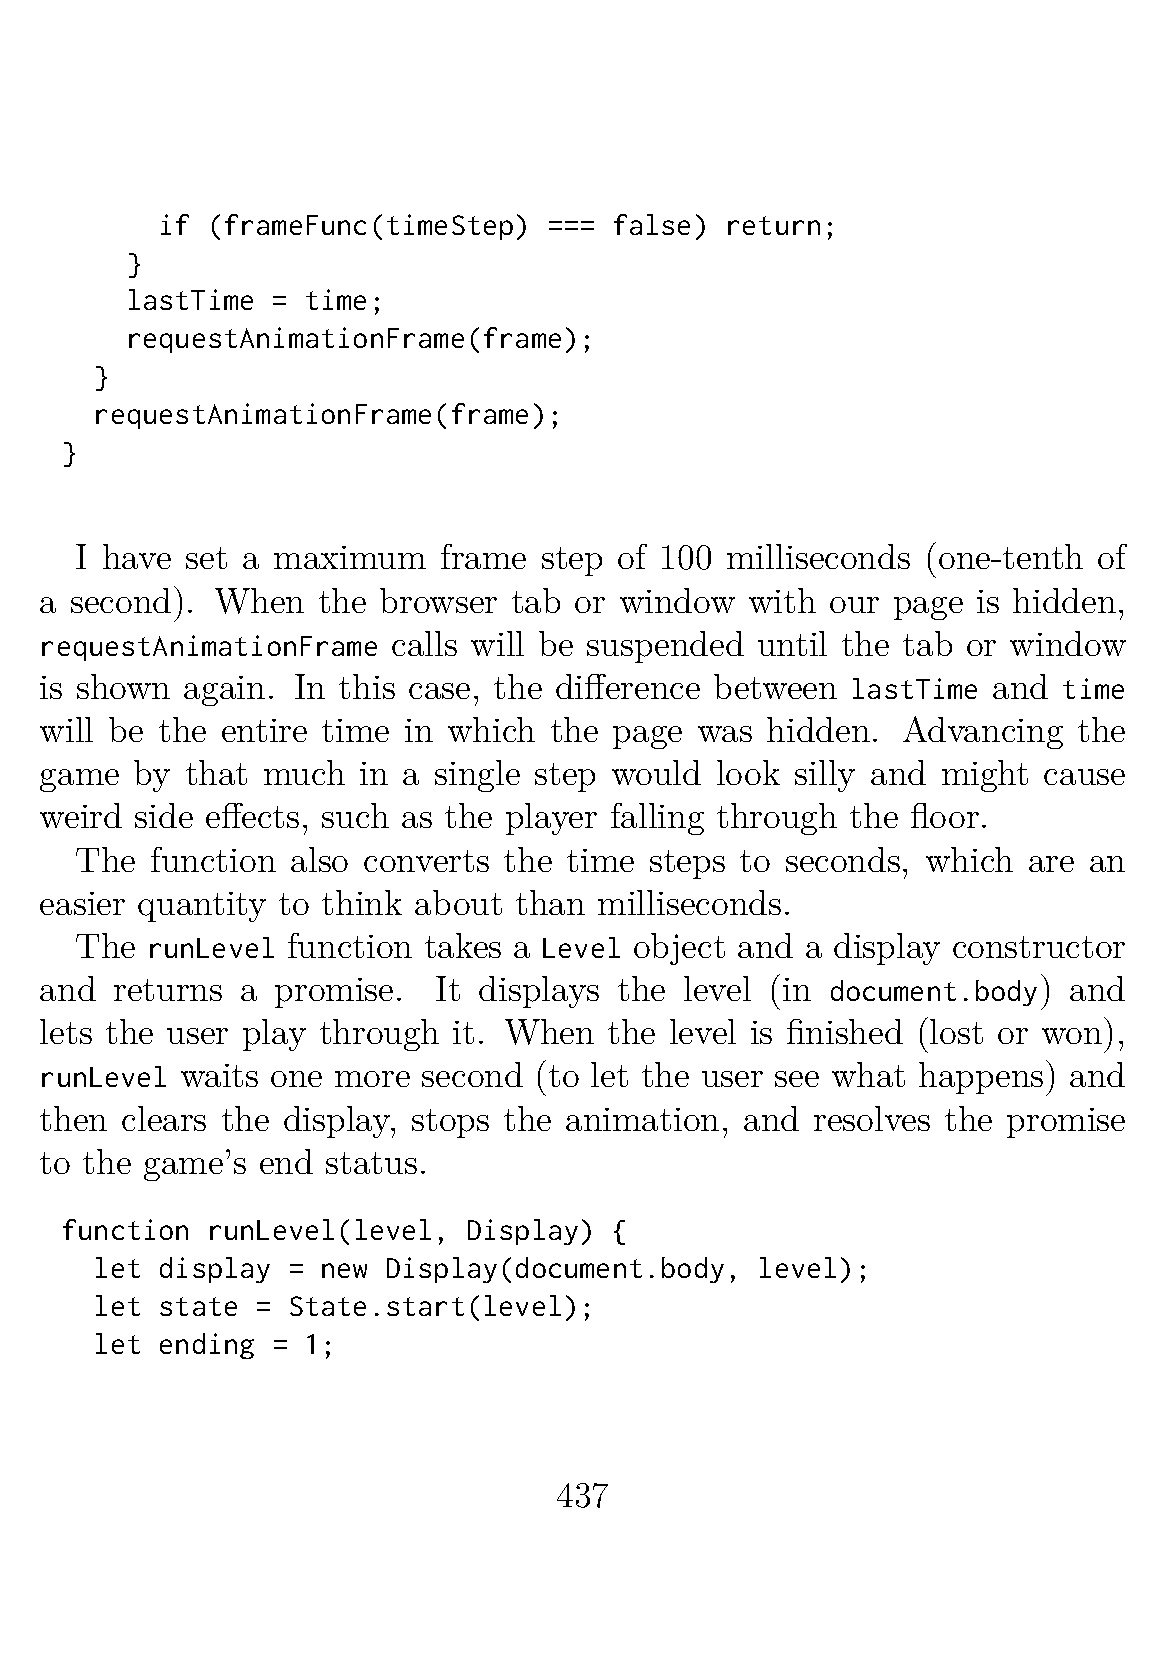 if (frameFunc(timeStep) === false) return;
    }
    lastTime = time;
    requestAnimationFrame(frame);
  }
  requestAnimationFrame(frame);
}
I have set a maximum frame step of 100 milliseconds (one-tenth of
a second). When the browser tab or window with our page is hidden,
requestAnimationFrame calls will be suspended until the tab or window
is shown again. In this case, the difference between lastTime and time
will be the entire time in which the page was hidden. Advancing the
game by that much in a single step would look silly and might cause
weird side effects, such as the player falling through the floor.
The function also converts the time steps to seconds, which are an
easier quantity to think about than milliseconds.
The runLevel function takes a Level object and a display constructor
and returns a promise. It displays the level (in document.body) and
lets the user play through it. When the level is finished (lost or won),
runLevel waits one more second (to let the user see what happens) and
then clears the display, stops the animation, and resolves the promise
to the game's end status.
function runLevel(level, Display) {
  let display = new Display(document.body, level);
  let state = State.start(level);
  let ending = 1;
437